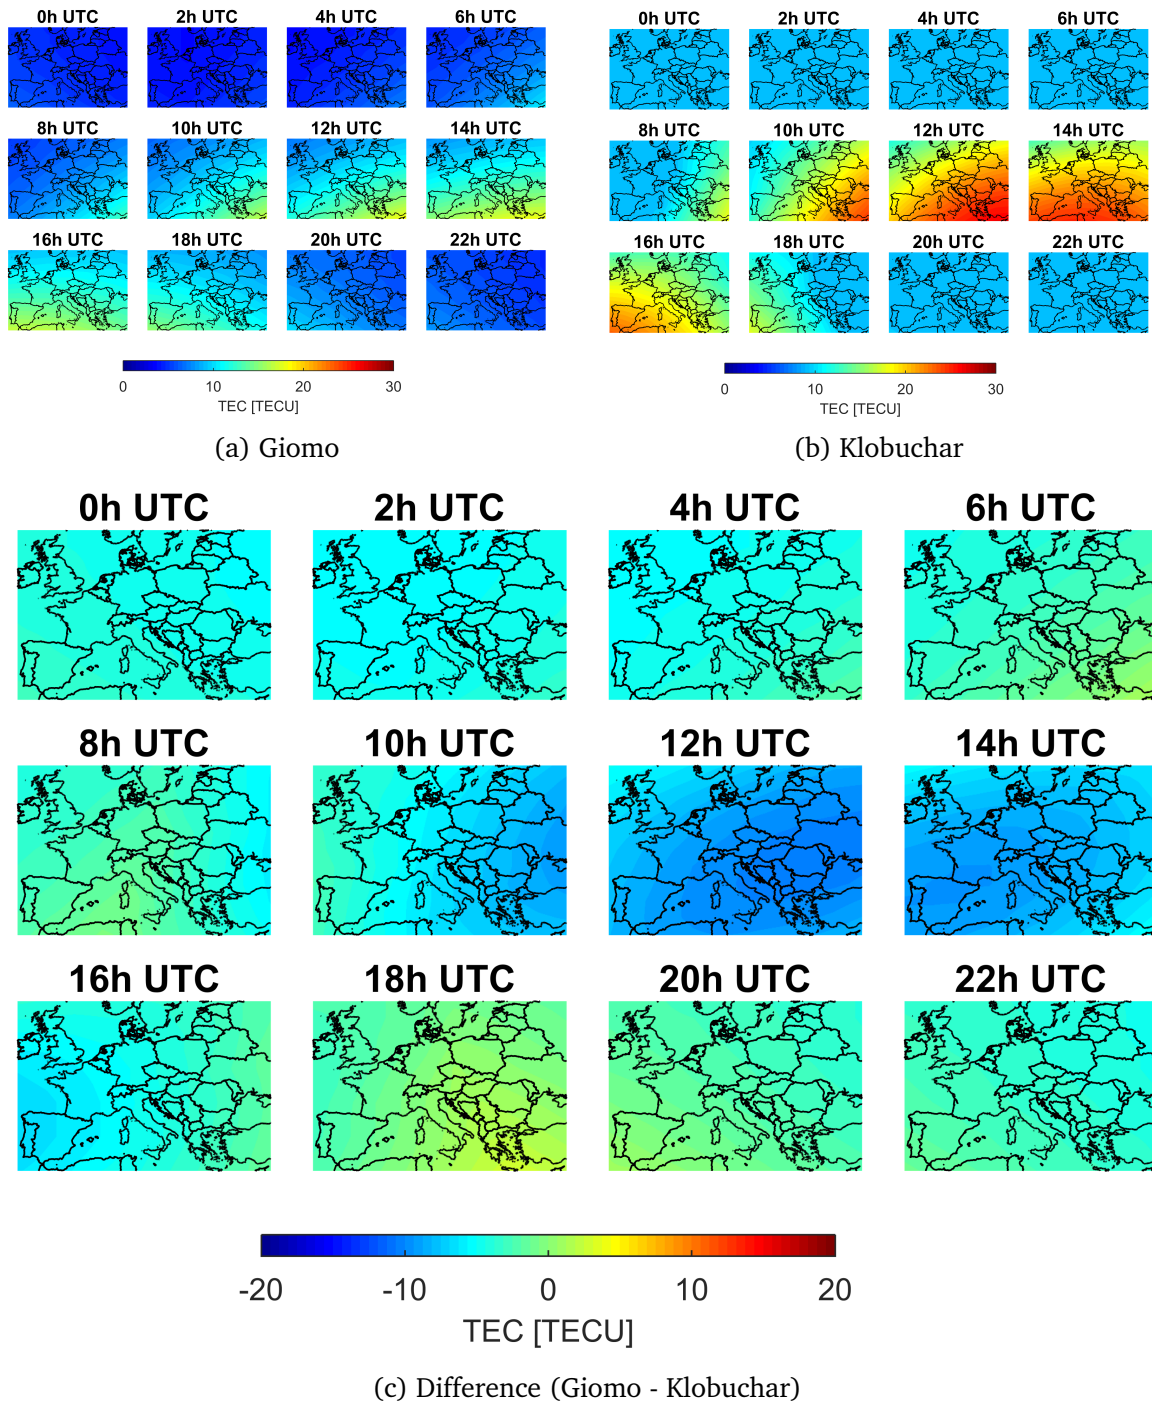 0h UTC 2h UTC 4h UTC 6h UTC
8h UTC 10h UTC 12h UTC 14h UTC
16h UTC 18h UTC 20h UTC 22h UTC
0 10 20 30
TEC [TECU]
(a) Giomo
0h UTC 2h UTC 4h UTC 6h UTC
8h UTC 10h UTC 12h UTC 14h UTC
16h UTC 18h UTC 20h UTC 22h UTC
0 10 20 30
TEC [TECU]
(b) Klobuchar
0h UTC 2h UTC 4h UTC 6h UTC
8h UTC 10h UTC 12h UTC 14h UTC
16h UTC 18h UTC 20h UTC 22h UTC
-20 -10 0 10 20
TEC [TECU]
(c) Difference (Giomo - Klobuchar)